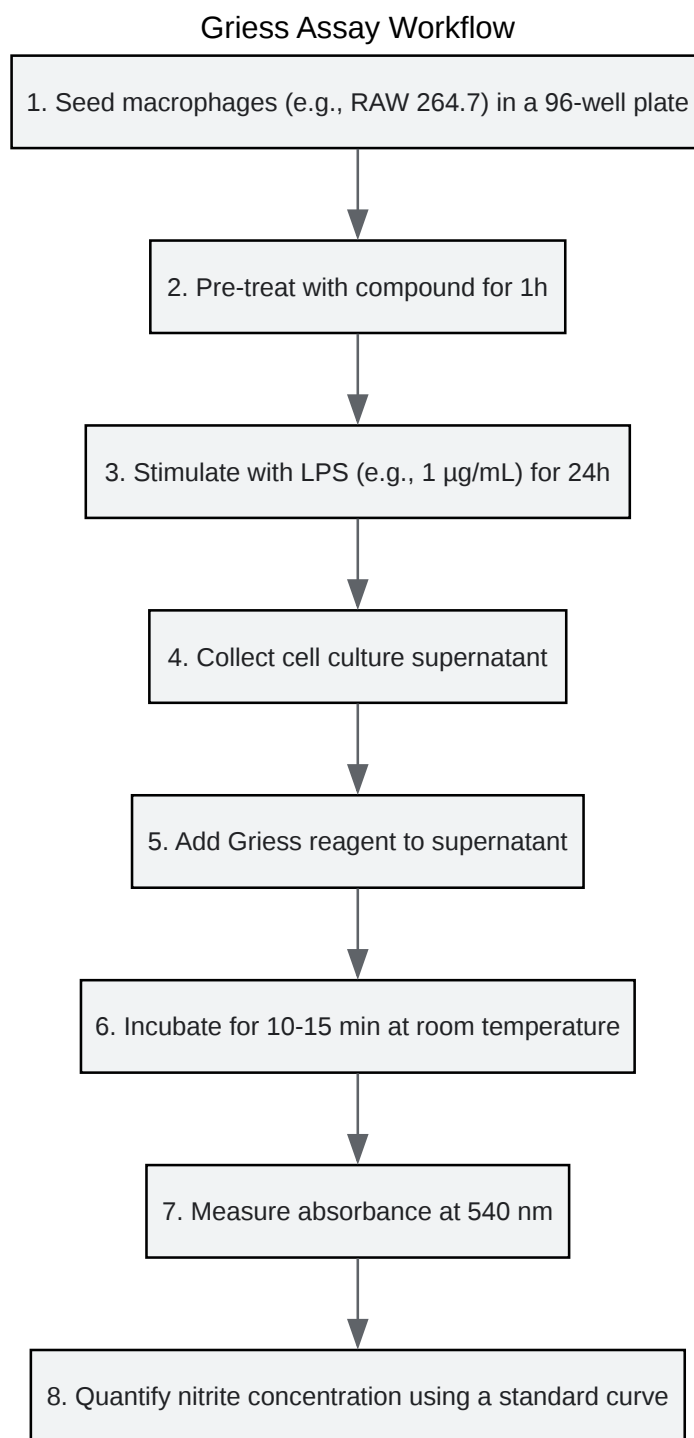 Griess Assay Workflow
1. Seed macrophages (e.g., RAW 264.7) in a 96-well plate
2. Pre-treat with compound for 1h
3. Stimulate with LPS (e.g., 1 µg/mL) for 24h
4. Collect cell culture supernatant
5. Add Griess reagent to supernatant
6. Incubate for 10-15 min at room temperature
7. Measure absorbance at 540 nm
8. Quantify nitrite concentration using a standard curve